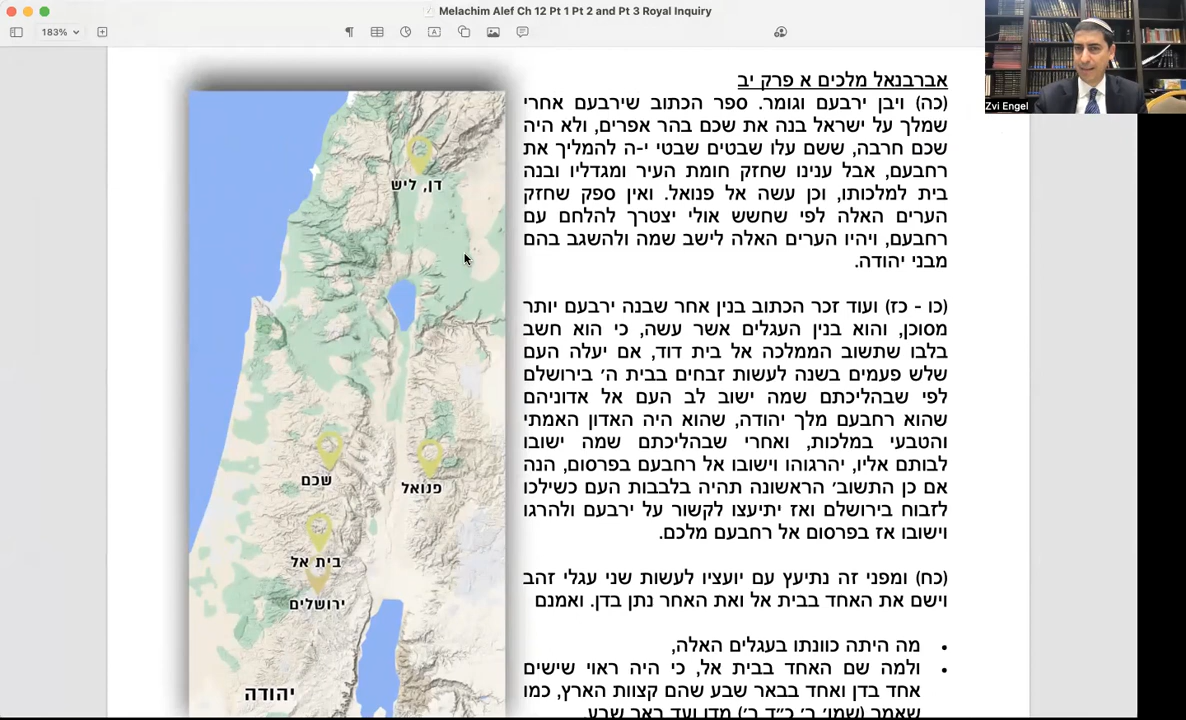 Melachim Alef Ch 12 Pt 1 Pt 2 and Pt 3 Royal Inquiry
183%
Zvi Engel
אברבנאל מלכים א פרק יב
(כה) ויבן ירבעם וגומר. ספר הכתוב שירבעם אחרי
שמלך על ישראל בנה את שכם בהר אפרים, ולא היה
שכם חרבה, ששם עלו שבטים שבטי י-ה להמליך את
רחבעם, אבל ענינו שחזק חומת העיר ומגדליו ובנה
בית למלכותו, וכן עשה אל פנואל. ואין ספק שחזק
הערים האלה לפי שחשש אולי יצטרך להלחם עם
רחבעם, ויהיו הערים האלה לישב שמה ולהשגב בהם
מבני יהודה.
(כו - כז) ועוד זכר הכתוב בנין אחר שבנה ירבעם יותר
מסוכן, והוא בנין העגלים אשר עשה, כי הוא חשב
בלבו שתשוב הממלכה אל בית דוד, אם יעלה העם
שלש פעמים בשנה לעשות זבחים בבית ה׳ בירושלם
לפי שבהליכתם שמה ישוב לב העם אל אדוניהם
שהוא רחבעם מלך יהודה, שהוא היה האדון האמתי
והטבעי במלכות, ואחרי שבהליכתם שמה ישובו
לבותם אליו, יהרגוהו וישובו אל רחבעם בפרסום, הנה
אם כן התשוב׳ הראשונה תהיה בלבבות העם כשילכו
לזבוח בירושלם ואז יתיעצו לקשור על ירבעם ולהרגו
וישובו אז בפרסום אל רחבעם מלכם.
(כח) ומפני זה נתיעץ עם יועציו לעשות שני עגלי זהב
וישם את האחד בבית אל ואת האחר נתן בדן. ואמנם
• מה היתה כוונתו בעגלים האלה,
• ולמה שם האחד בבית אל, כי היה ראוי שישים
אחד בדן ואחד בבאר שבע שהם קצוות הארץ, כמו
שאמר (שמו׳ ב׳ כ״ד ב׳) מדן ועד באר שבע.
דן, ליש
שכם
פנואל
בית אל
ירושלים
יהודה